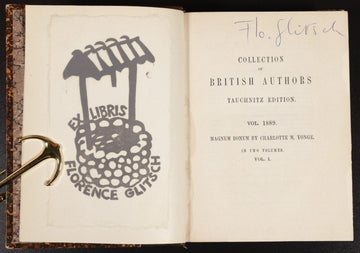 EX LIBRIS
FLORENCE GLITSCH
Flo. Glitsch
COLLECTION
OF
BRITISH AUTHORS
TAUCHNITZ EDITION.
VOL. 1889.
MAGNUM BONUM BY CHARLOTTE M. YONGE.
IN TWO VOLUMES.
VOL. I.